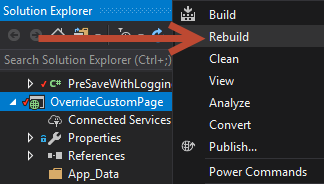 Solution Explorer
Search Solution Explorer (Ctrl+;)
C# PreSaveWithLoggin
OverrideCustomPage
Connected Services
Properties
References
App_Data
Build
Rebuild
Clean
View
Analyze
Convert
Publish...
Power Commands